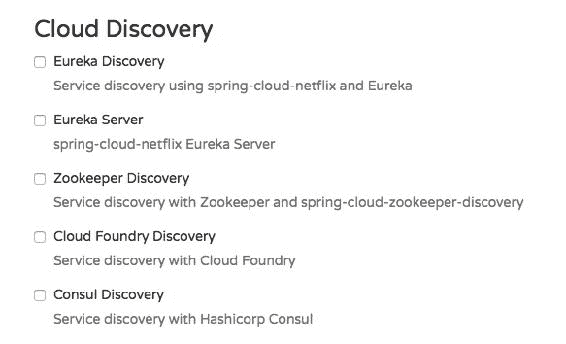 Cloud Discovery
Eureka Discovery
Service discovery using spring-cloud-netflix and Eureka
Eureka Server
spring-cloud-netflix Eureka Server
Zookeeper Discovery
Service discovery with Zookeeper and spring-cloud-zookeeper-discovery
Cloud Foundry Discovery
Service discovery with Cloud Foundry
Consul Discovery
Service discovery with Hashicorp Consul